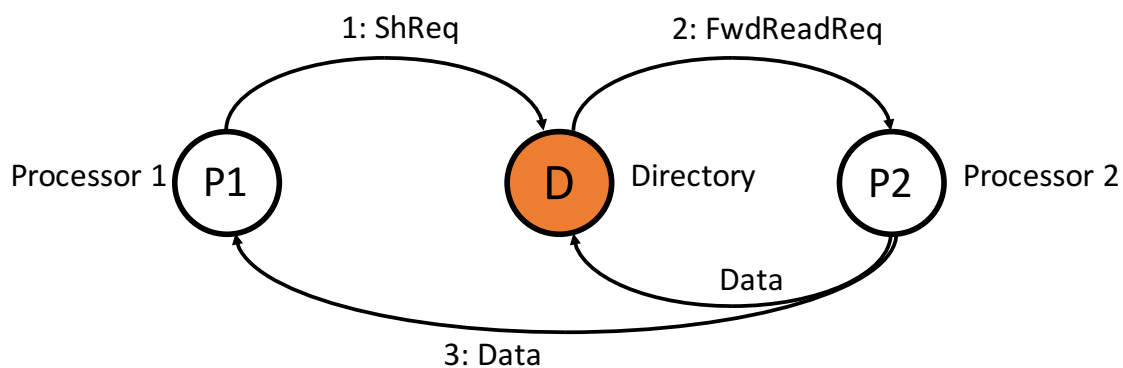 1: ShReq
2: FwdReadReq
Processor 1
P1
D
Directory
P2
Processor 2
Data
3: Data